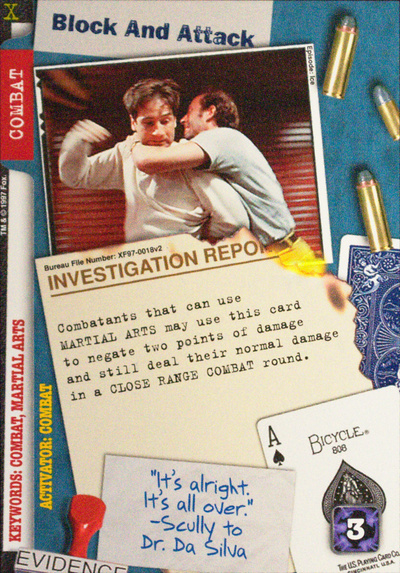 X
Block And Attack
COMBAT
Episode: Ice
TM & © 1997 Fox.
Bureau File Number: XF97-0018v2
INVESTIGATION REPO
Combatants that can use
MARTIAL ARTS may use this card
to negate two points of damage
and still deal their normal damage
in a CLOSE RANGE COMBAT round.
KEYWORDS: COMBAT, MARTIAL ARTS
ACTIVATOR: COMBAT
A
BICYCLE®
808
3
THE U.S. PLAYING CARD CO.
CINCINNATI, U.S.A.
"It's alright.
It's all over."
-Scully to
Dr. Da Silva
EVIDENCE